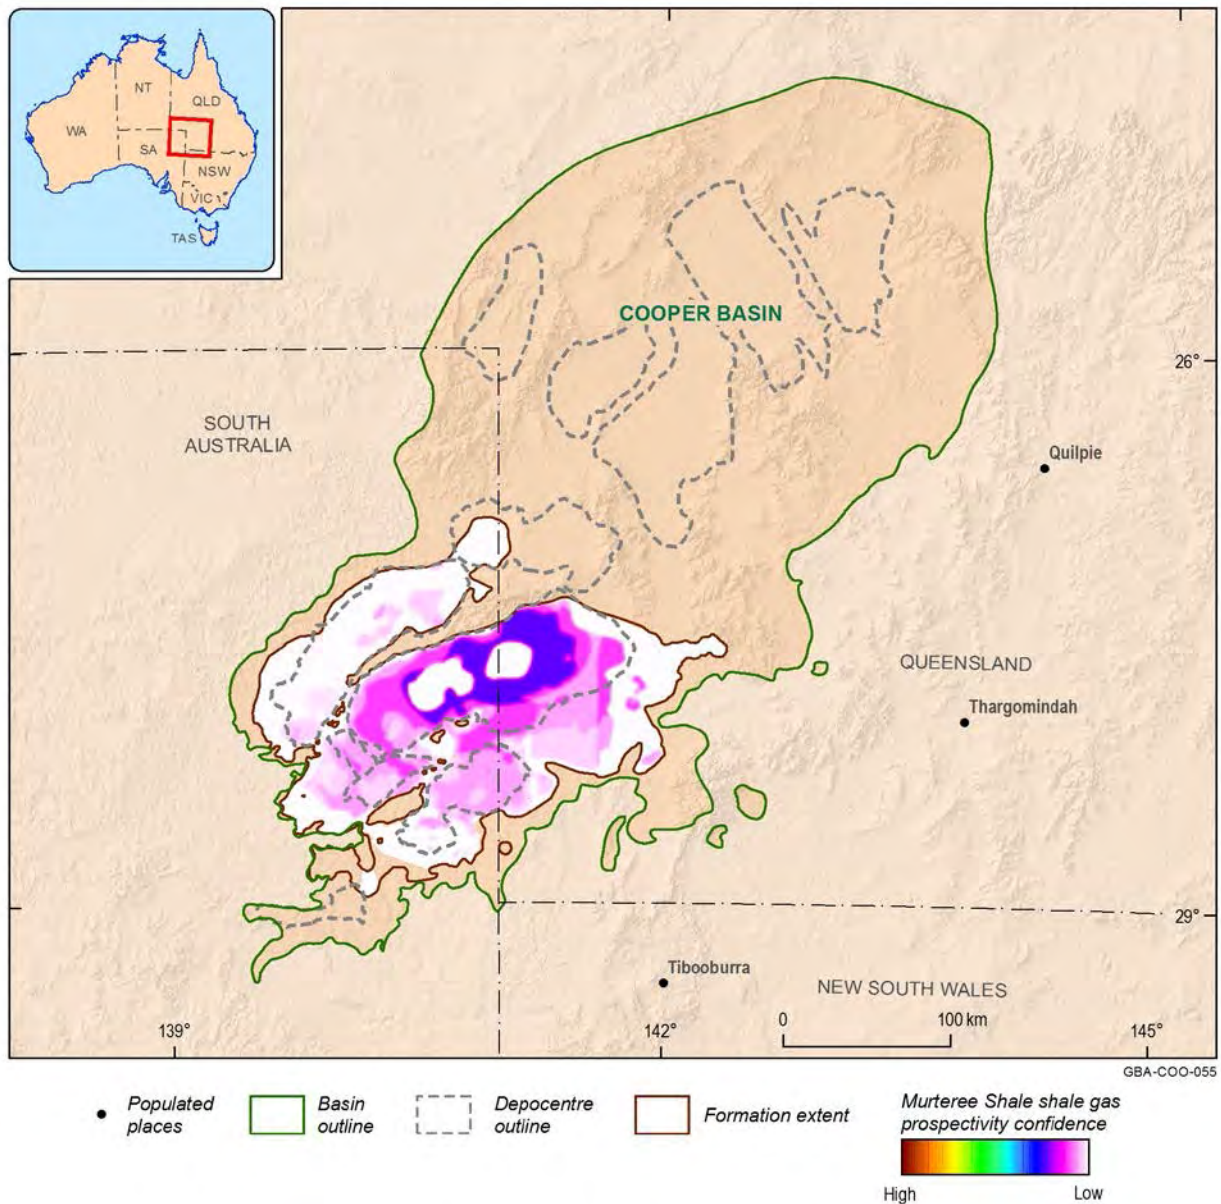 NT
QLD
WA
SA
NSW
VIC
TAS
COOPER BASIN
26°
SOUTH
AUSTRALIA
Quilpie
QUEENSLAND
Thargomindah
29°
Tibooburra
NEW SOUTH WALES
139°
142°
0
100 km
145°
GBA-COO-055
Populated
places
Basin
outline
Depocentre
outline
Formation extent
Murteree Shale shale gas
prospectivity confidence
High
Low